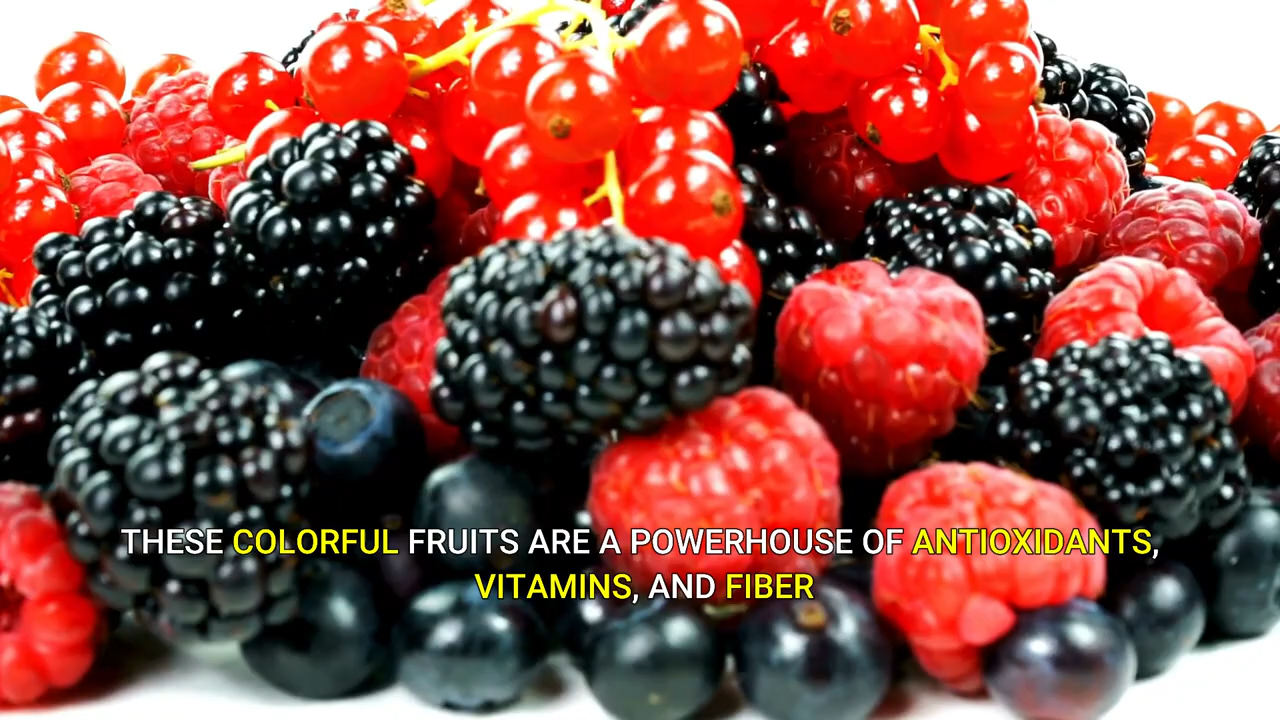 THESE COLORFUL FRUITS ARE A POWERHOUSE OF ANTIOXIDANTS,
VITAMINS, AND FIBER